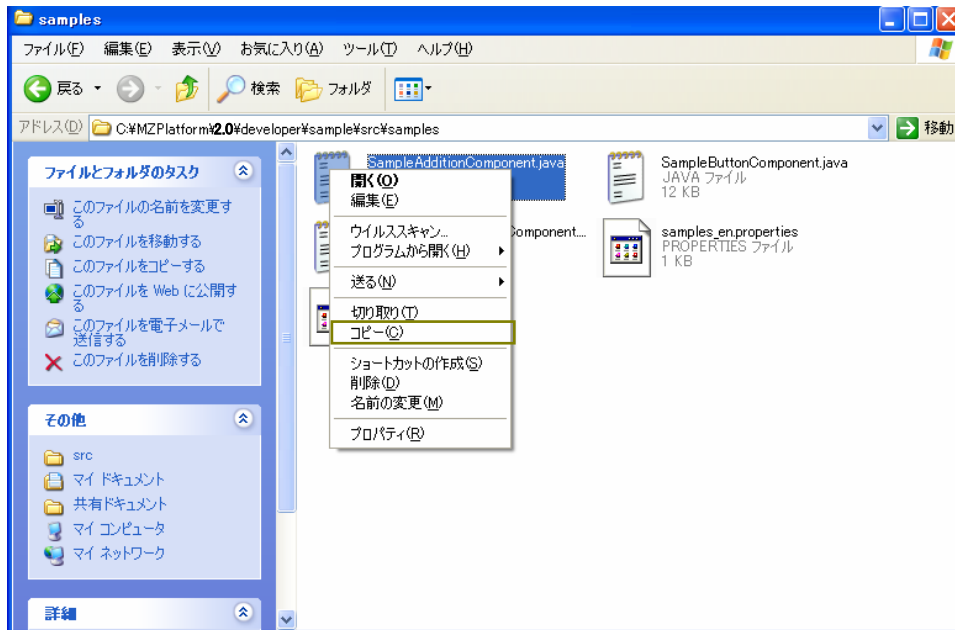 samples
ファイル(F) 編集(E) 表示(V) お気に入り(A) ツール(T) ヘルプ(H)
戻る 検索 フォルダ
アドレス(D) C:¥MZPlatform¥2.0¥developer¥sample¥src¥samples 移動
ファイルとフォルダのタスク
このファイルの名前を変更す
る
このファイルを移動する
このファイルをコピーする
このファイルを Web に公開す
る
このファイルを電子メールで
送信する
このファイルを削除する
その他
src
マイ ドキュメント
共有ドキュメント
マイ コンピュータ
マイ ネットワーク
詳細
SampleAdditionComponent.java
SampleButtonComponent.java
JAVA ファイル
12 KB
Component...
samples_en.properties
PROPERTIES ファイル
1 KB
開く(O)
編集(E)
ウイルススキャン...
プログラムから開く(H)
送る(N)
切り取り(T)
コピー(C)
ショートカットの作成(S)
削除(D)
名前の変更(M)
プロパティ(R)